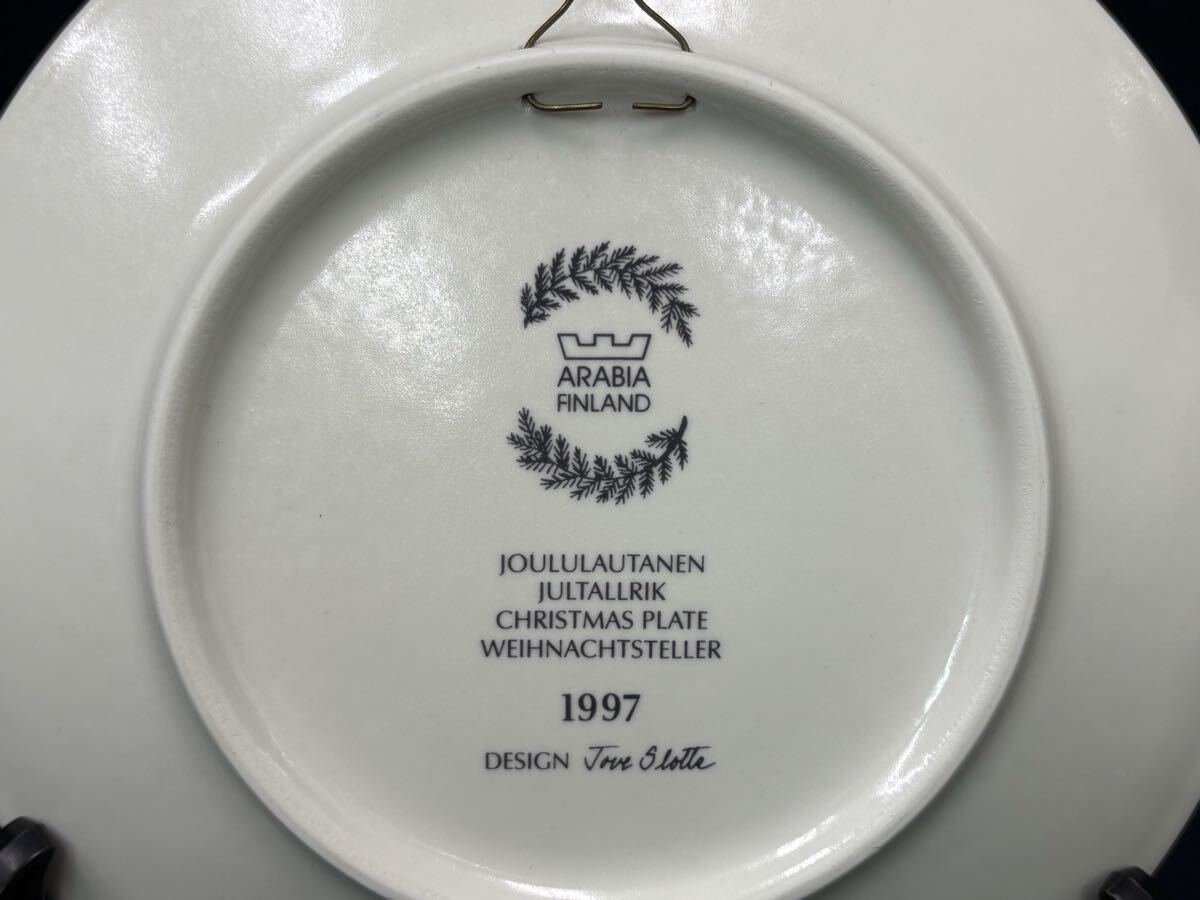 ARABIA
FINLAND
JOULULAUTANEN
JULTALLRIK
CHRISTMAS PLATE
WEIHNACHTSTELLER
1997
DESIGN Tove Slotte